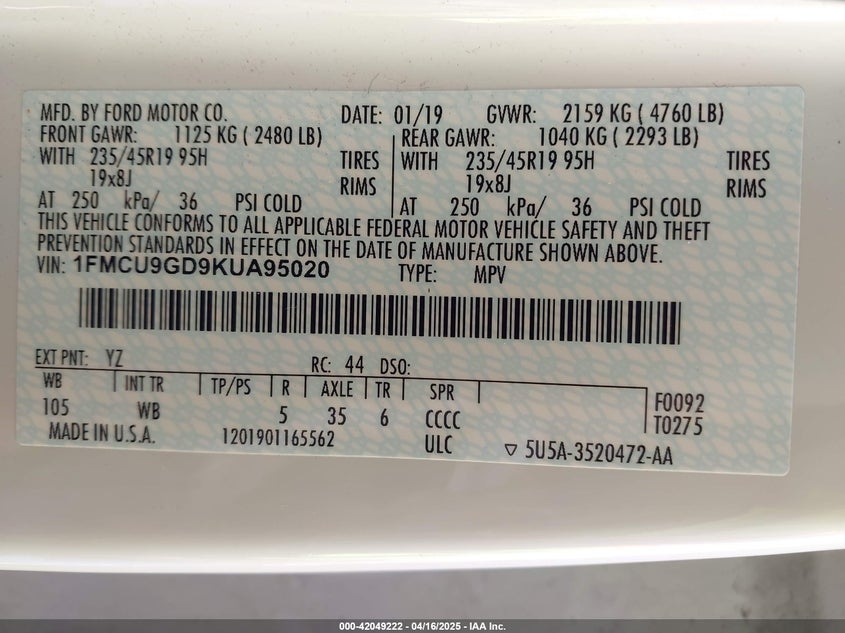 MFD. BY FORD MOTOR CO. DATE: 01/19 GVWR: 2159 KG ( 4760 LB)
FRONT GAWR: 1125 KG ( 2480 LB) REAR GAWR: 1040 KG ( 2293 LB)
WITH 235/45R19 95H TIRES WITH 235/45R19 95H TIRES
19x8J RIMS 19x8J RIMS
AT 250 kPa/ 36 PSI COLD AT 250 kPa/ 36 PSI COLD
THIS VEHICLE CONFORMS TO ALL APPLICABLE FEDERAL MOTOR VEHICLE SAFETY AND THEFT
PREVENTION STANDARDS IN EFFECT ON THE DATE OF MANUFACTURE SHOWN ABOVE.
VIN: 1FMCU9GD9KUA95020 TYPE: MPV
EXT PNT: YZ RC: 44 DSO:
WB INT TR TP/PS R AXLE TR SPR
105 WB 5 35 6 CCCC F0092
T0275
MADE IN U.S.A. 1201901165562 ULC ▽ 5U5A-3520472-AA
000-42049222 - 04/16/2025 - IAA Inc.